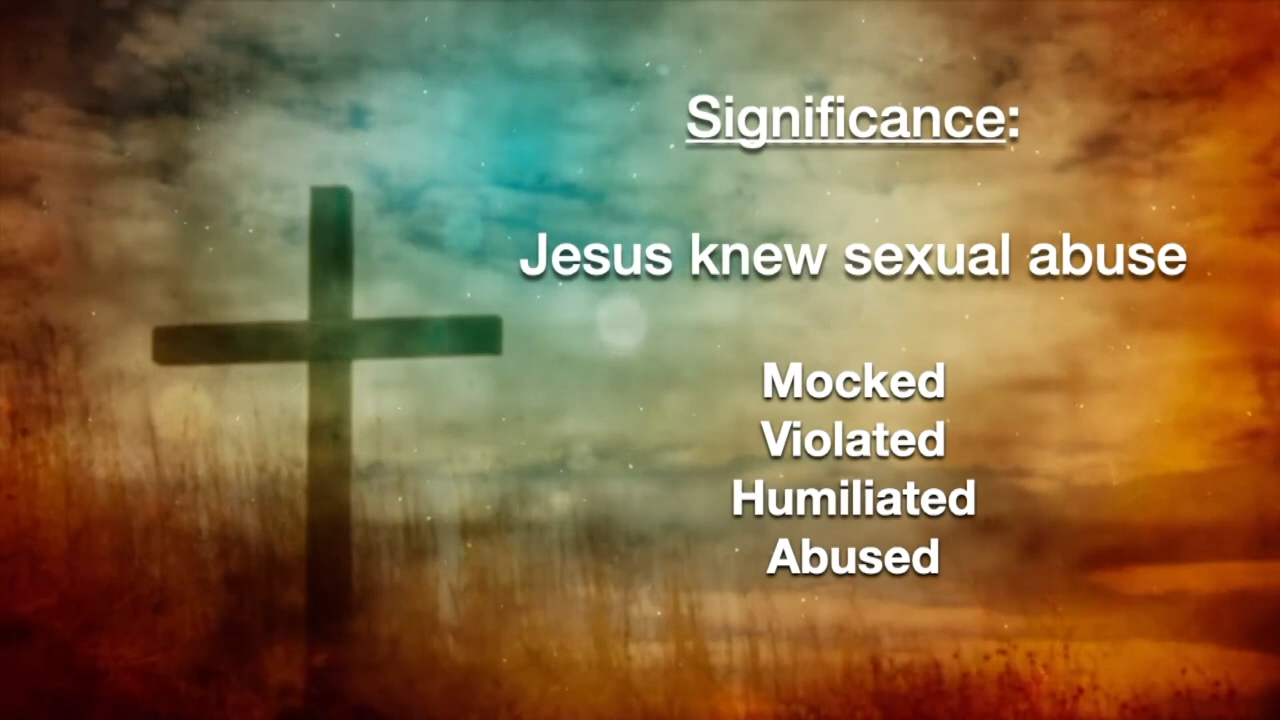 Significance:
Jesus knew sexual abuse
Mocked
Violated
Humiliated
Abused